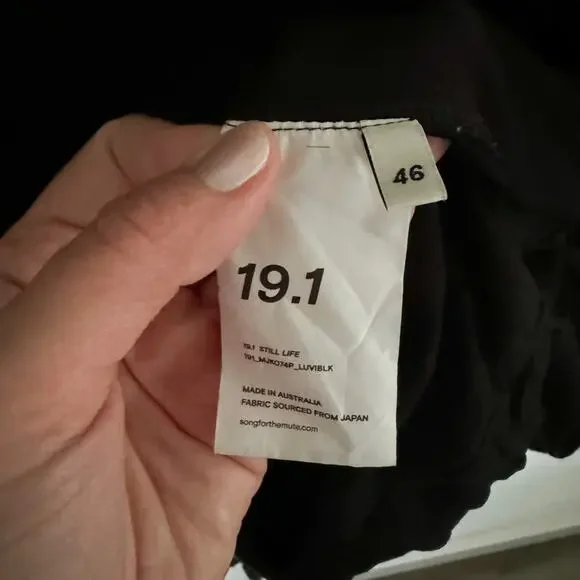 46
19.1
19.1 STILL LIFE
191_MJK074P_LUV1BLK
MADE IN AUSTRALIA
FABRIC SOURCED FROM JAPAN
songforthemute.com